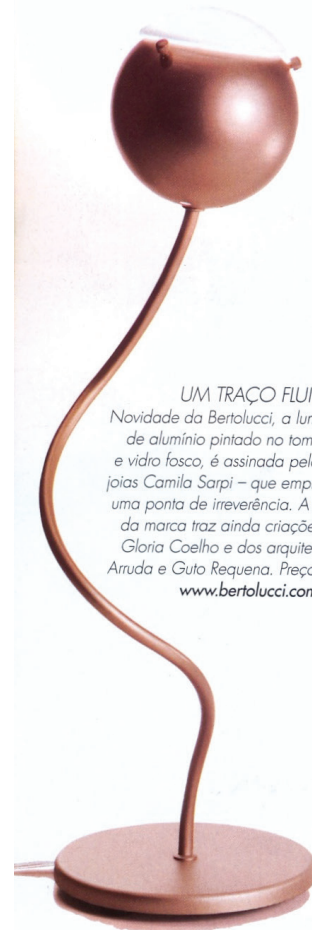 UM TRAÇO FLUI
Novidade da Bertolucci, a lum
de alumínio pintado no tom
e vidro fosco, é assinada pel
joias Camila Sarpi – que emp
uma ponta de irreverência. A
da marca traz ainda criaçõe
Gloria Coelho e dos arquite
Arruda e Guto Requena. Preço
www.bertolucci.com